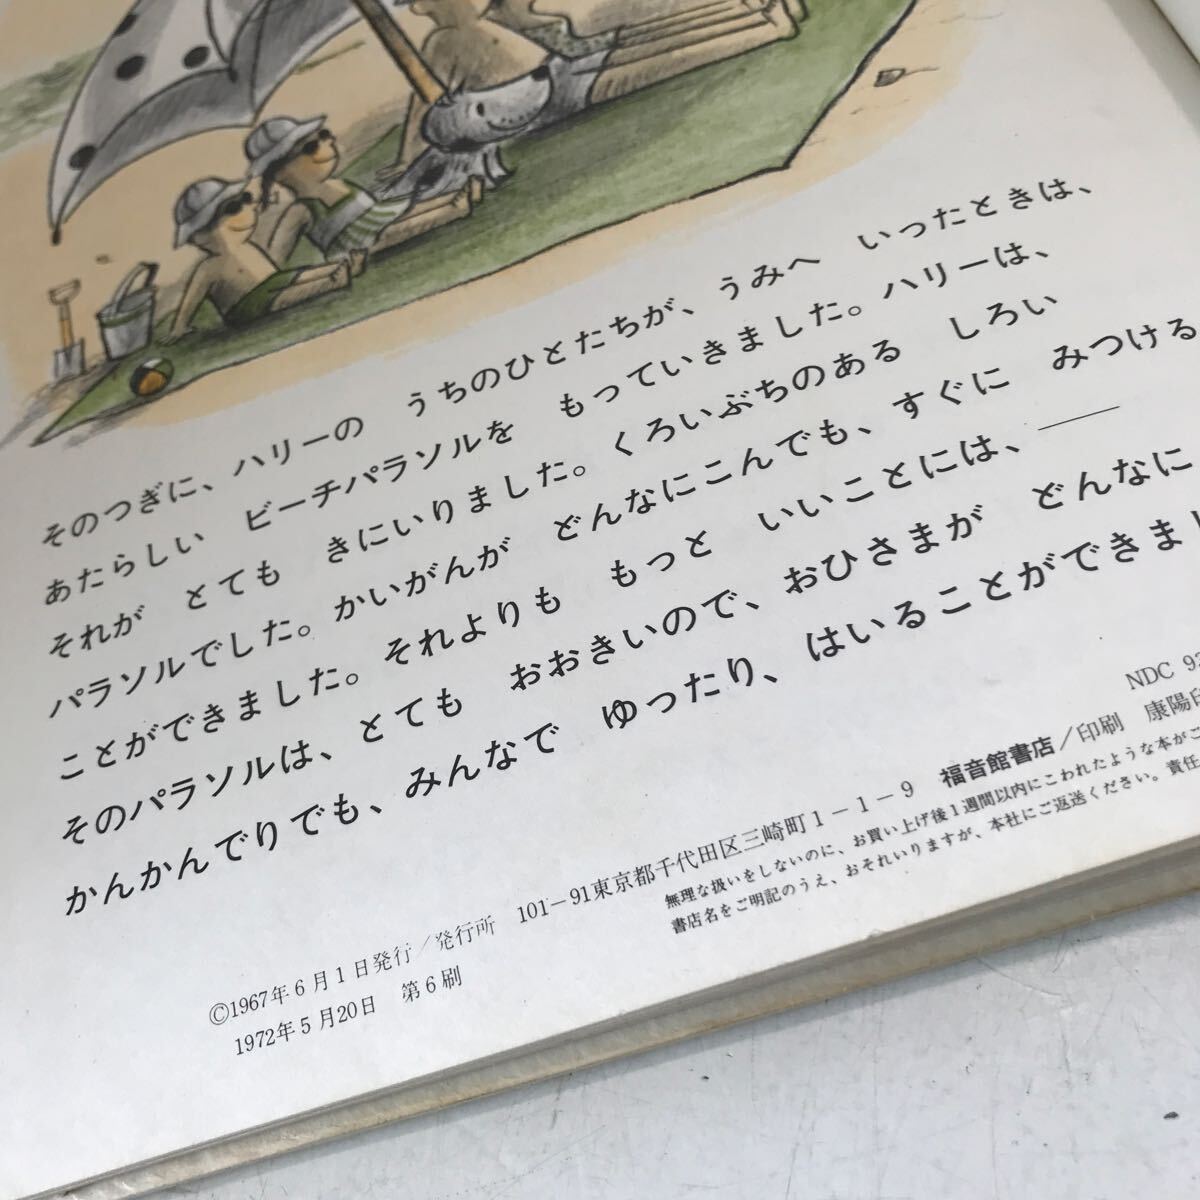 そのつぎに、ハリーの　うちのひとたちが、うみへ　いったときは、
あたらしい　ビーチパラソルを　もっていきました。ハリーは、
それが　とても　きにいりました。くろいぶちのある　しろい
パラソルでした。かいがんが　どんなにこんでも、すぐに　みつける
ことができました。それよりも　もっと　いいことには、――
そのパラソルは、とても　おおきいので、おひさまが　どんなに
かんかんでりでも、みんなで　ゆったり、はいることができまし
NDC 93
©1967年6月1日発行／発行所　101-91東京都千代田区三崎町1-1-9　福音館書店／印刷　康陽印
1972年5月20日　第6刷
無理な扱いをしないのに、お買い上げ後1週間以内にこわれたような本がご
書店名をご明記のうえ、おそれいりますが、本社にご返送ください。責任